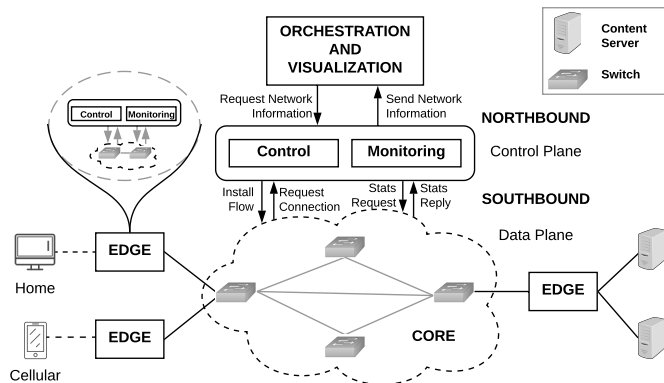 ORCHESTRATION
AND
VISUALIZATION
Content
Server
Switch
Request Network
Information
Send Network
Information
NORTHBOUND
Control Plane
Control
Monitoring
Control
Monitoring
Install
Flow
Request
Connection
Stats
Request
Stats
Reply
SOUTHBOUND
Data Plane
EDGE
Home
EDGE
Cellular
CORE
EDGE